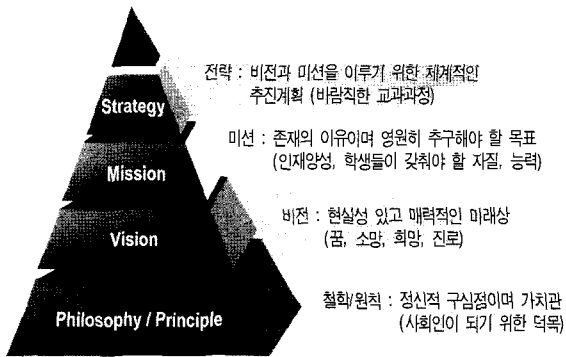 전략 : 비전과 미션을 이루기 위한 체계적인
추진계획 (바람직한 교과과정)
Strategy
미션 : 존재의 이유이며 영원히 추구해야 할 목표
(인재양성, 학생들이 갖춰야 할 자질, 능력)
Mission
비전 : 현실성 있고 매력적인 미래상
(꿈, 소망, 희망, 진로)
Vision
철학/원칙 : 정신적 구심점이며 가치관
(사회인이 되기 위한 덕목)
Philosophy / Principle